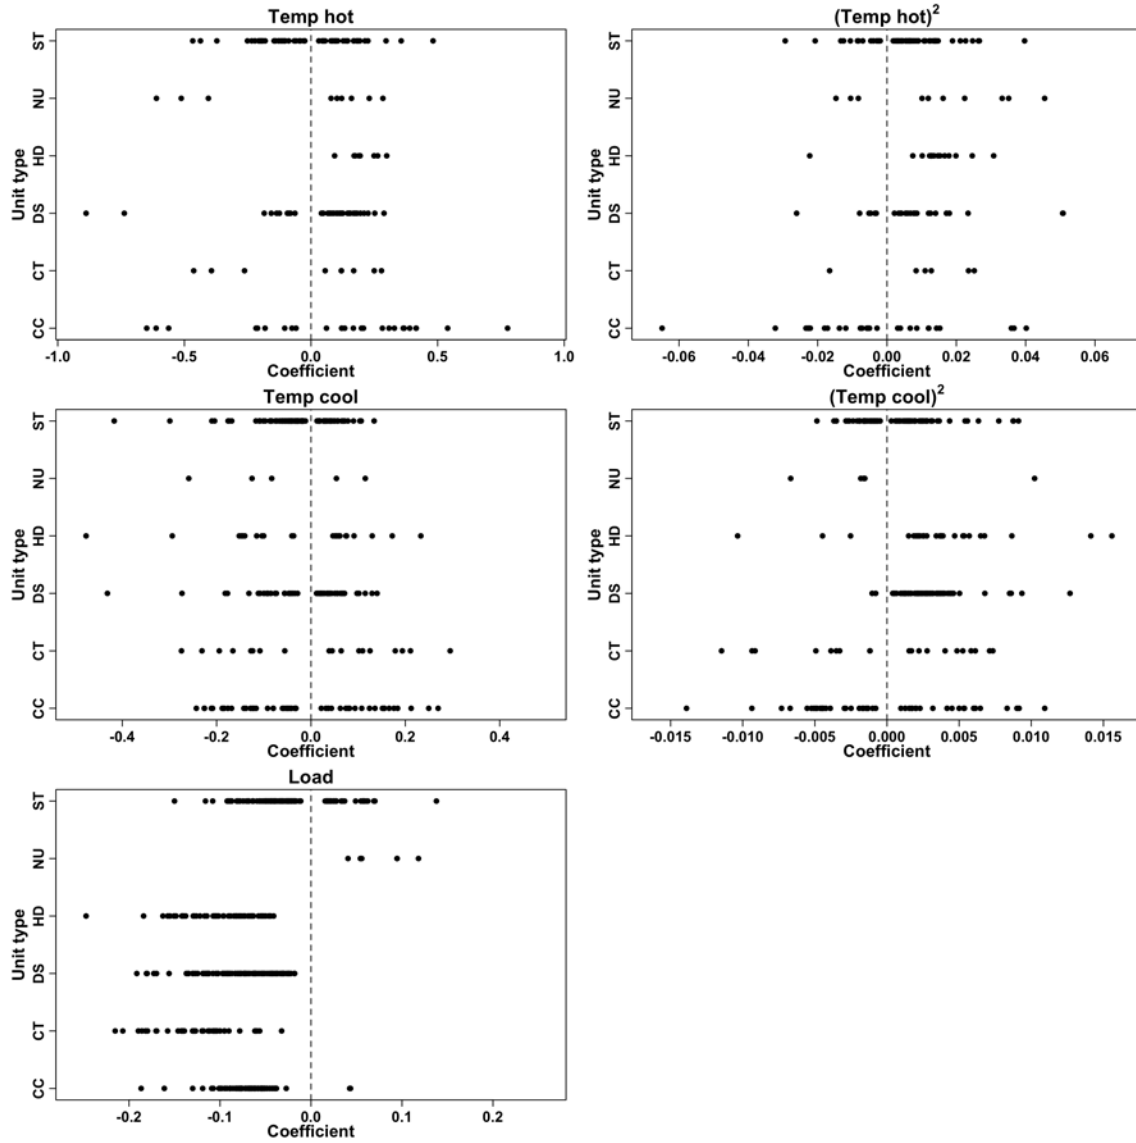 Temp hot
Unit type
ST
NU
HD
DS
CT
CC
-1.0 -0.5 0.0 0.5 1.0
Coefficient
(Temp hot)²
Unit type
ST
NU
HD
DS
CT
CC
-0.06 -0.04 -0.02 0.00 0.02 0.04 0.06
Coefficient
Temp cool
Unit type
ST
NU
HD
DS
CT
CC
-0.4 -0.2 0.0 0.2 0.4
Coefficient
(Temp cool)²
Unit type
ST
NU
HD
DS
CT
CC
-0.015 -0.010 -0.005 0.000 0.005 0.010 0.015
Coefficient
Load
Unit type
ST
NU
HD
DS
CT
CC
-0.2 -0.1 0.0 0.1 0.2
Coefficient